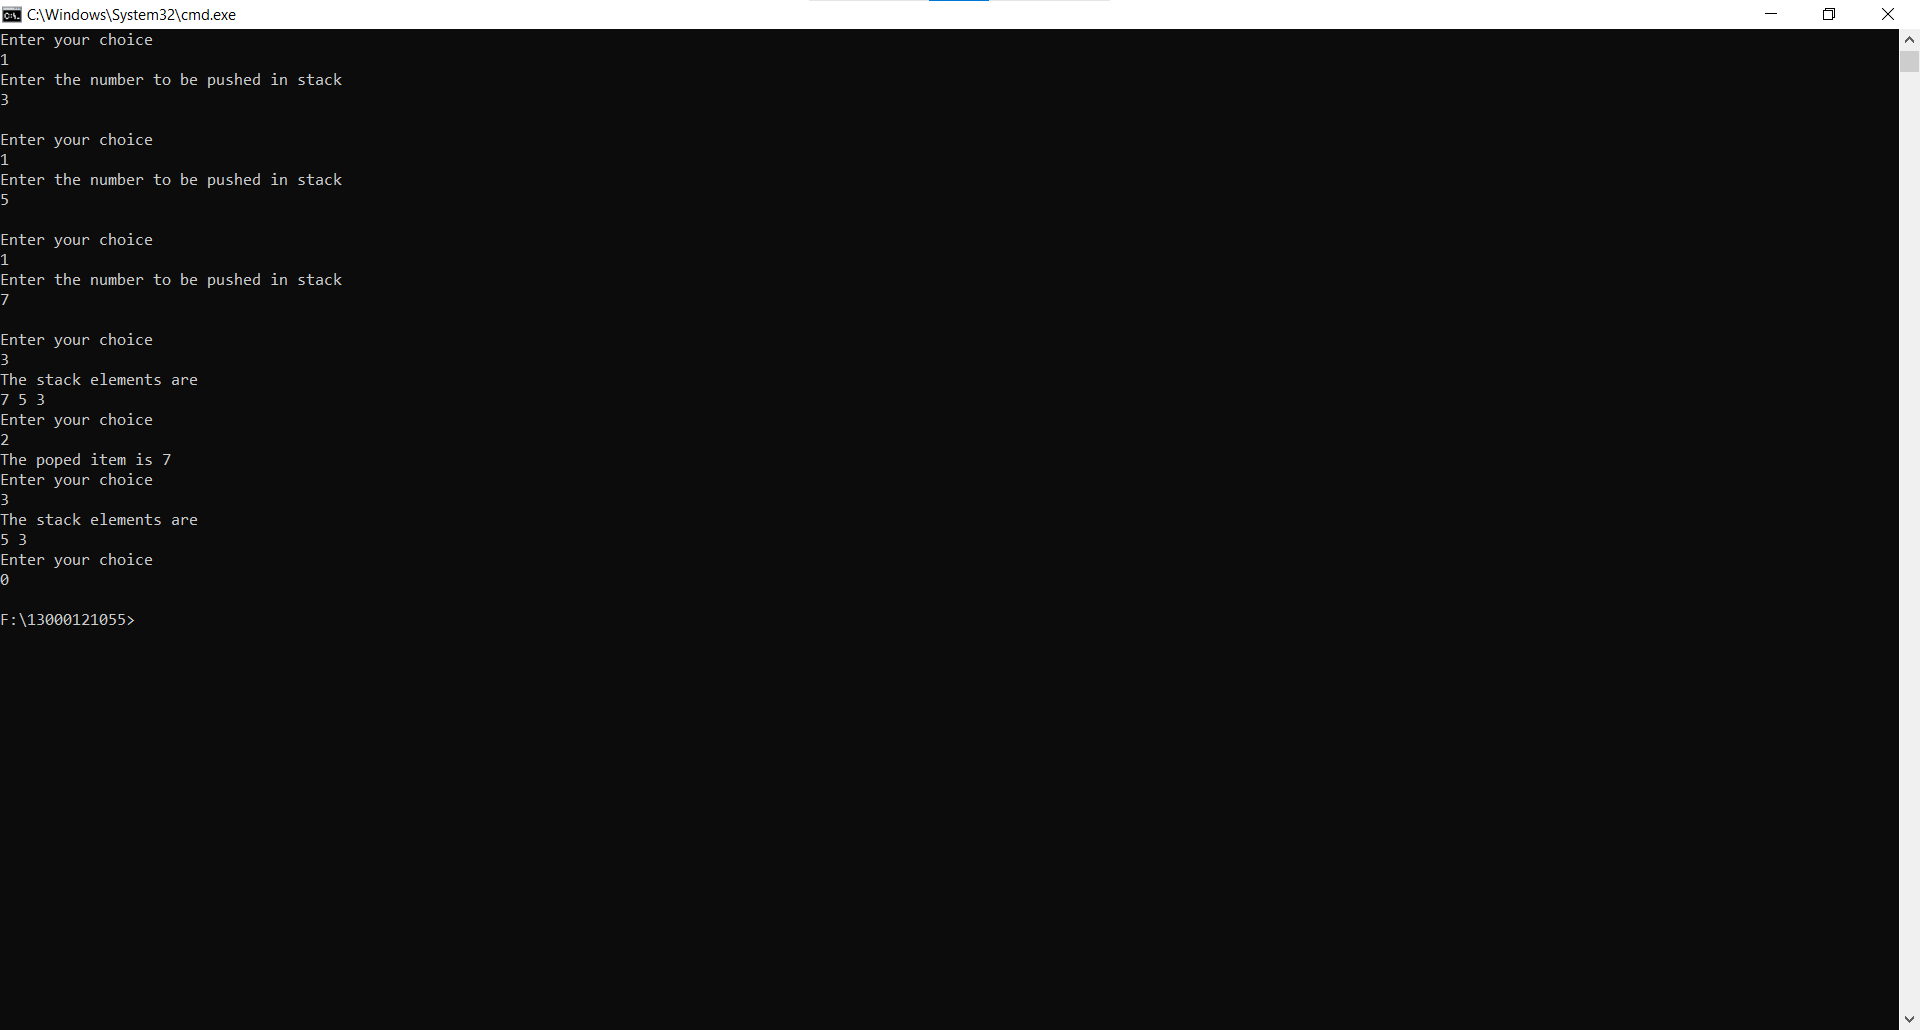 C:\Windows\System32\cmd.exe
Enter your choice
1
Enter the number to be pushed in stack
3
Enter your choice
1
Enter the number to be pushed in stack
5
Enter your choice
1
Enter the number to be pushed in stack
7
Enter your choice
3
The stack elements are
7 5 3
Enter your choice
2
The poped item is 7
Enter your choice
3
The stack elements are
5 3
Enter your choice
0
F:\13000121055>